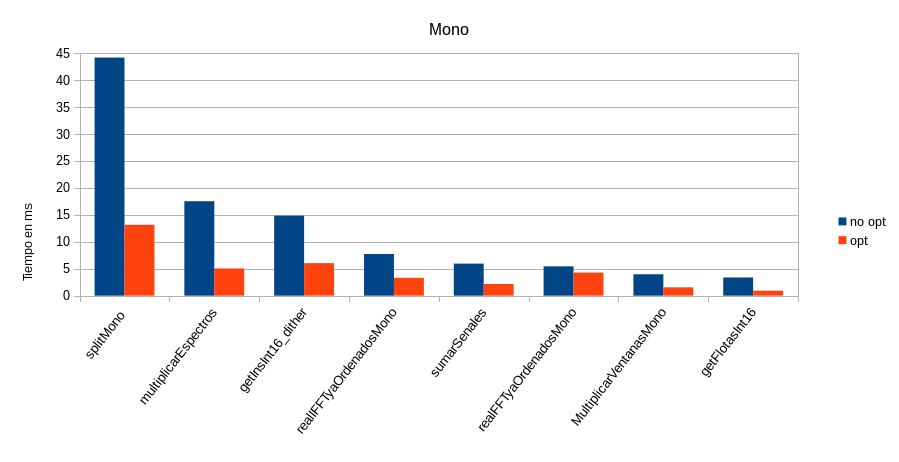 Mono
45
40
35
30
25
20
15
10
5
0
Tiempo en ms
no opt
opt
splitMono
multiplicarEspectros
getInsInt16_dither
realIFFTyaOrdenadosMono
sumarSenales
realFFTyaOrdenadosMono
MultiplicarVentanasMono
getFlotasInt16